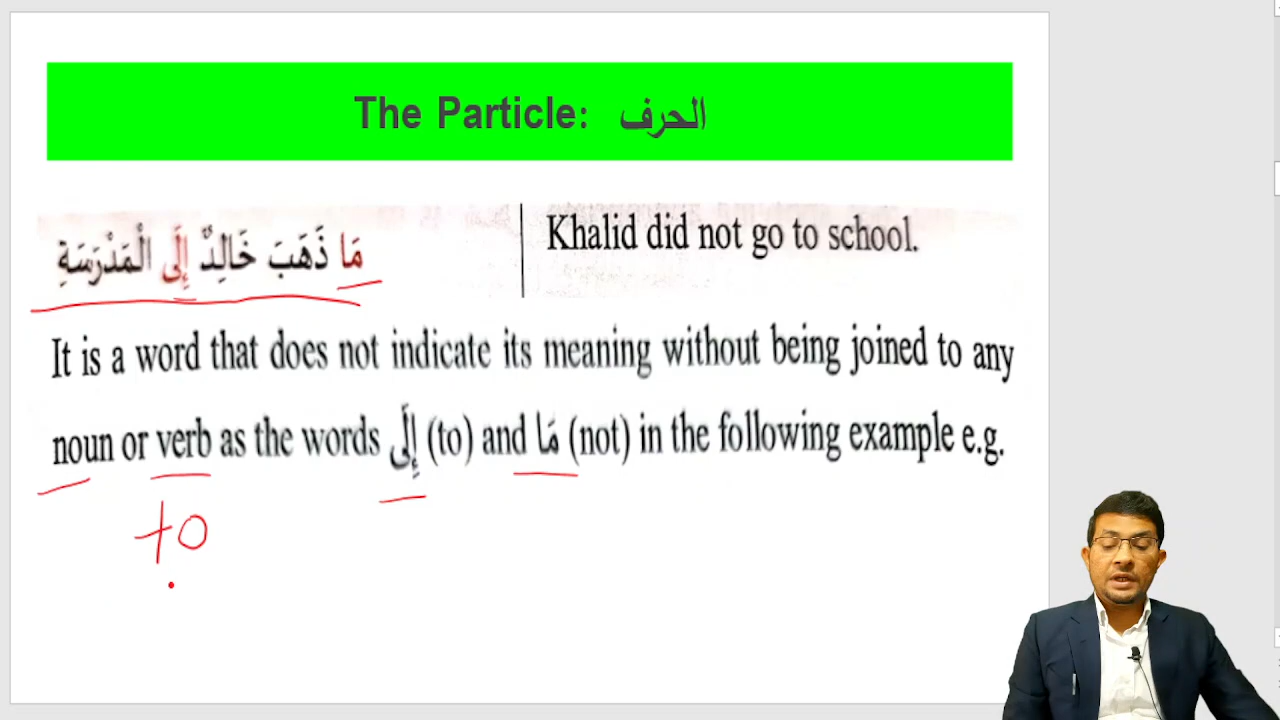 The Particle: الحرف
مَا ذَهَبَ خَالِدٌ إِلَى الْمَدْرَسَةِ
Khalid did not go to school.
It is a word that does not indicate its meaning without being joined to any
noun or verb as the words إِلَى (to) and مَا (not) in the following example e.g.
to